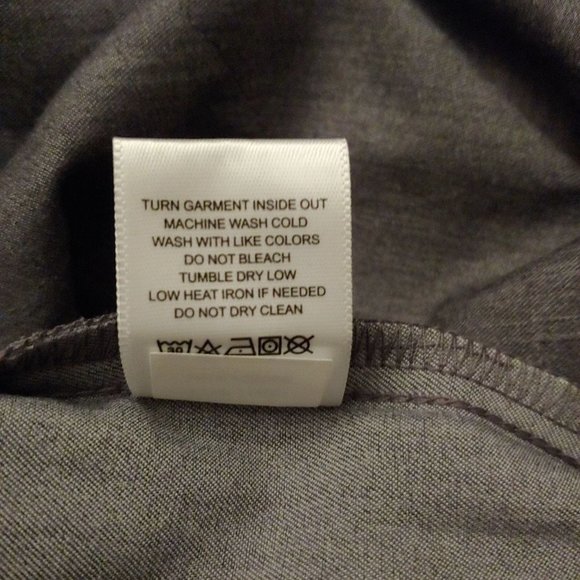 TURN GARMENT INSIDE OUT
MACHINE WASH COLD
WASH WITH LIKE COLORS
DO NOT BLEACH
TUMBLE DRY LOW
LOW HEAT IRON IF NEEDED
DO NOT DRY CLEAN
30